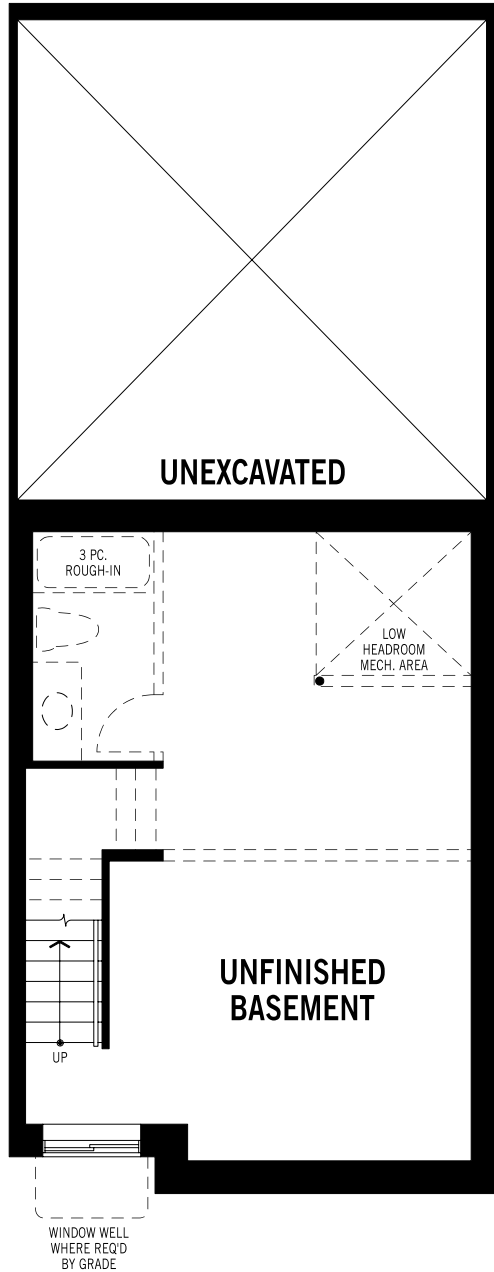 UNEXCAVATED
3 PC.
ROUGH-IN
LOW
HEADROOM
MECH. AREA
UNFINISHED
BASEMENT
UP
WINDOW WELL
WHERE REQ'D
BY GRADE